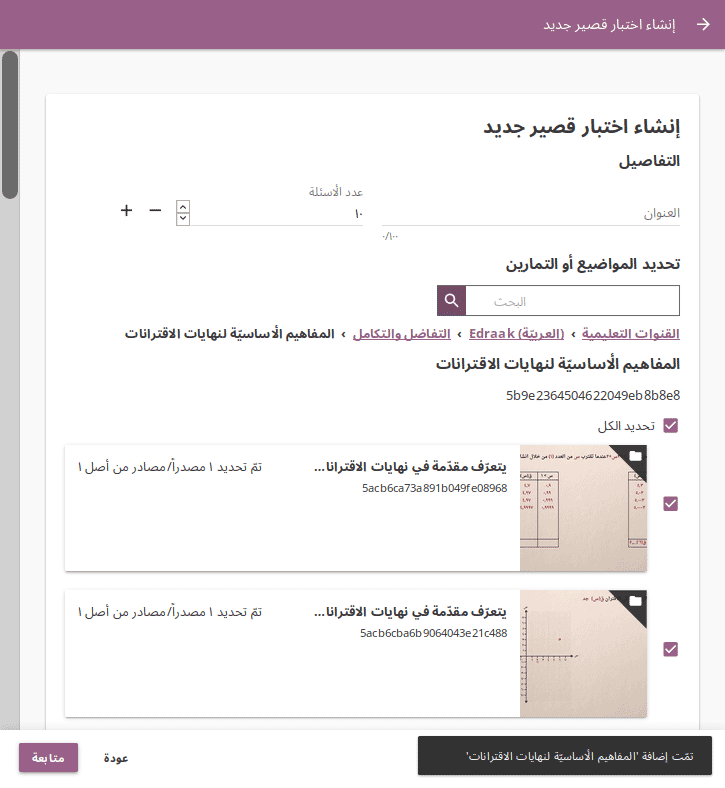 إنشاء اختبار قصير جديد
إنشاء اختبار قصير جديد
التفاصيل
عدد الأسئلة
العنوان
١٠
٠/١٠٠
تحديد المواضيع أو التمارين
البحث
القنوات التعليمية › Edraak (العربيّة) › التفاضل والتكامل › المفاهيم الأساسيّة لنهايات الاقترانات
المفاهيم الأساسيّة لنهايات الاقترانات
5b9e2364504622049eb8b8e8
تحديد الكل
يتعرّف مقدّمة في نهايات الاقترانا...
تمّ تحديد ١ مصدراً/مصادر من أصل ١
5acb6ca73a891b049fe08968
يتعرّف مقدّمة في نهايات الاقترانا...
تمّ تحديد ١ مصدراً/مصادر من أصل ١
5acb6cba6b9064043e21c488
تمّت إضافة 'المفاهيم الأساسيّة لنهايات الاقترانات'
عودة
متابعة